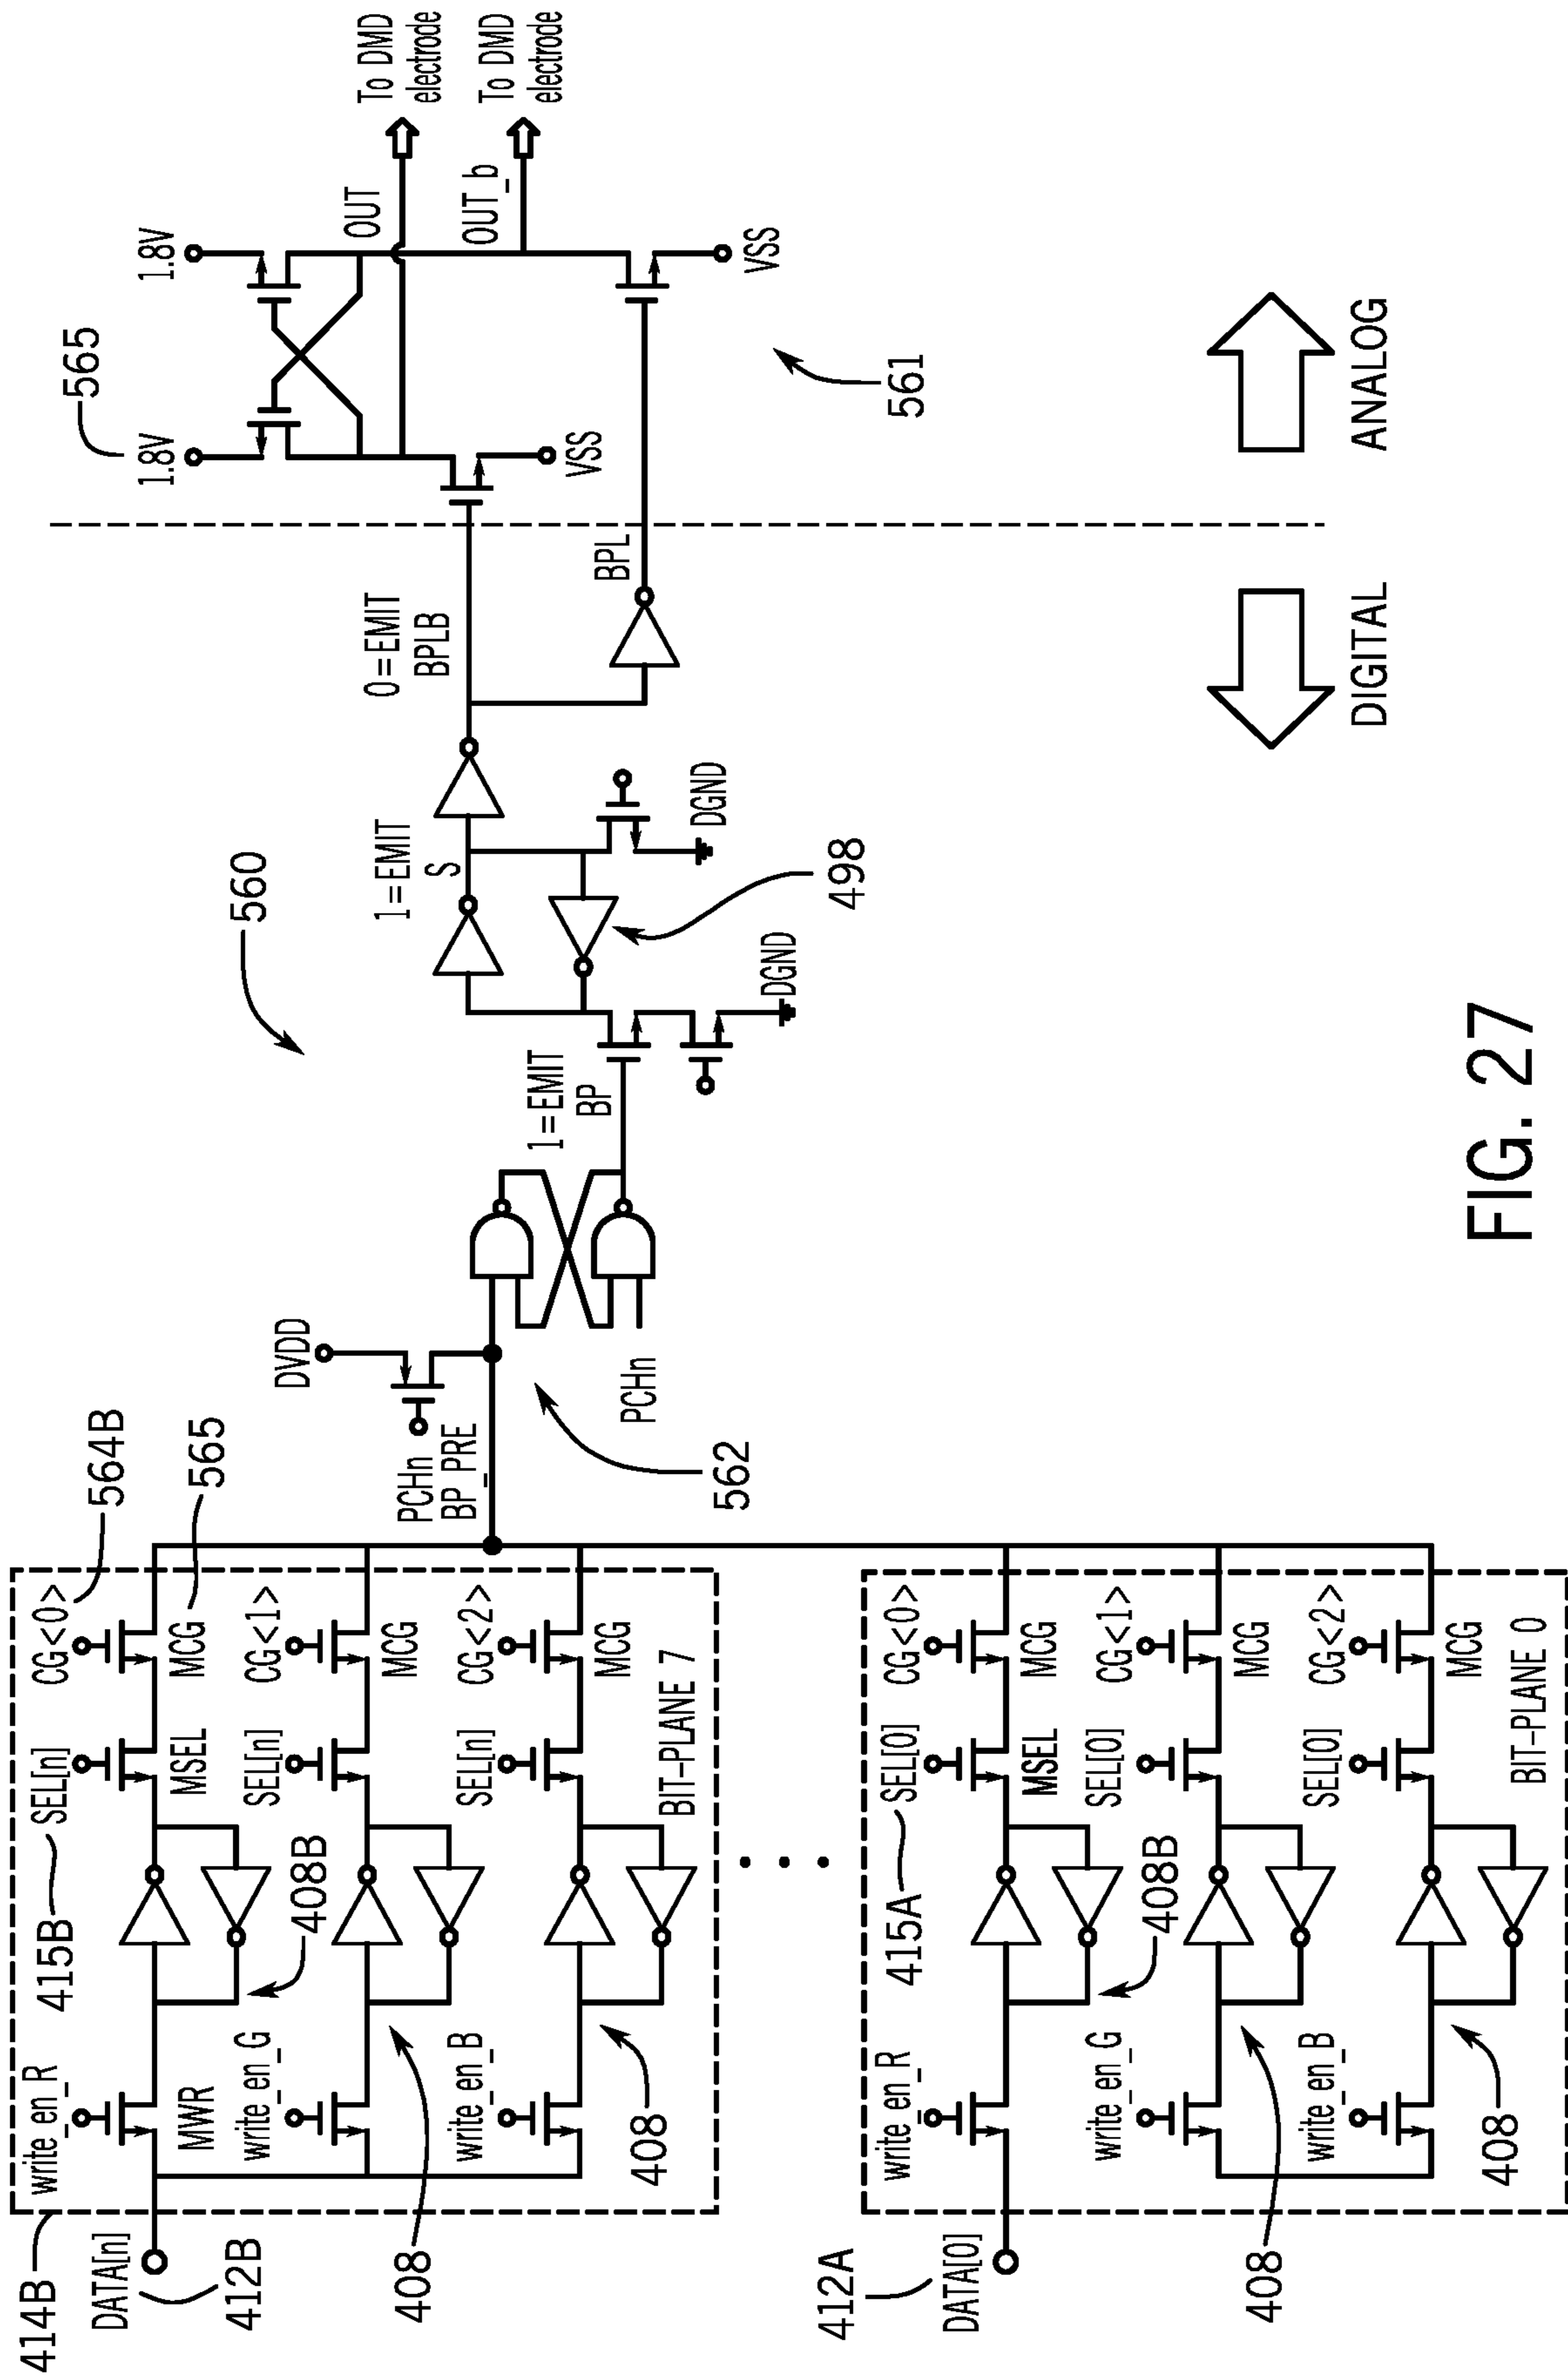 414B
DATA[n]
412B
write_en_R
MWR
write_en_G
write_en_B
408
408
408B
415B
SEL[n]
MSEL
SEL[n]
SEL[n]
CG<0>
564B
MCG
565
CG<1>
MCG
CG<2>
MCG
BIT-PLANE 7
412A
DATA[0]
write_en_R
write_en_G
write_en_B
408
408
408B
415A
SEL[0]
MSEL
SEL[0]
SEL[0]
CG<0>
MCG
CG<1>
MCG
CG<2>
MCG
BIT-PLANE 0
PCHn
BP_PRE
DVDD
562
PCHn
1=EMIT
BP
DGND
560
1=EMIT
S
498
DGND
0=EMIT
BPLB
BPL
565
1.8V
1.8V
VSS
VSS
OUT
OUT_b
To DMD
electrode
To DMD
electrode
561
DIGITAL
ANALOG
FIG. 27